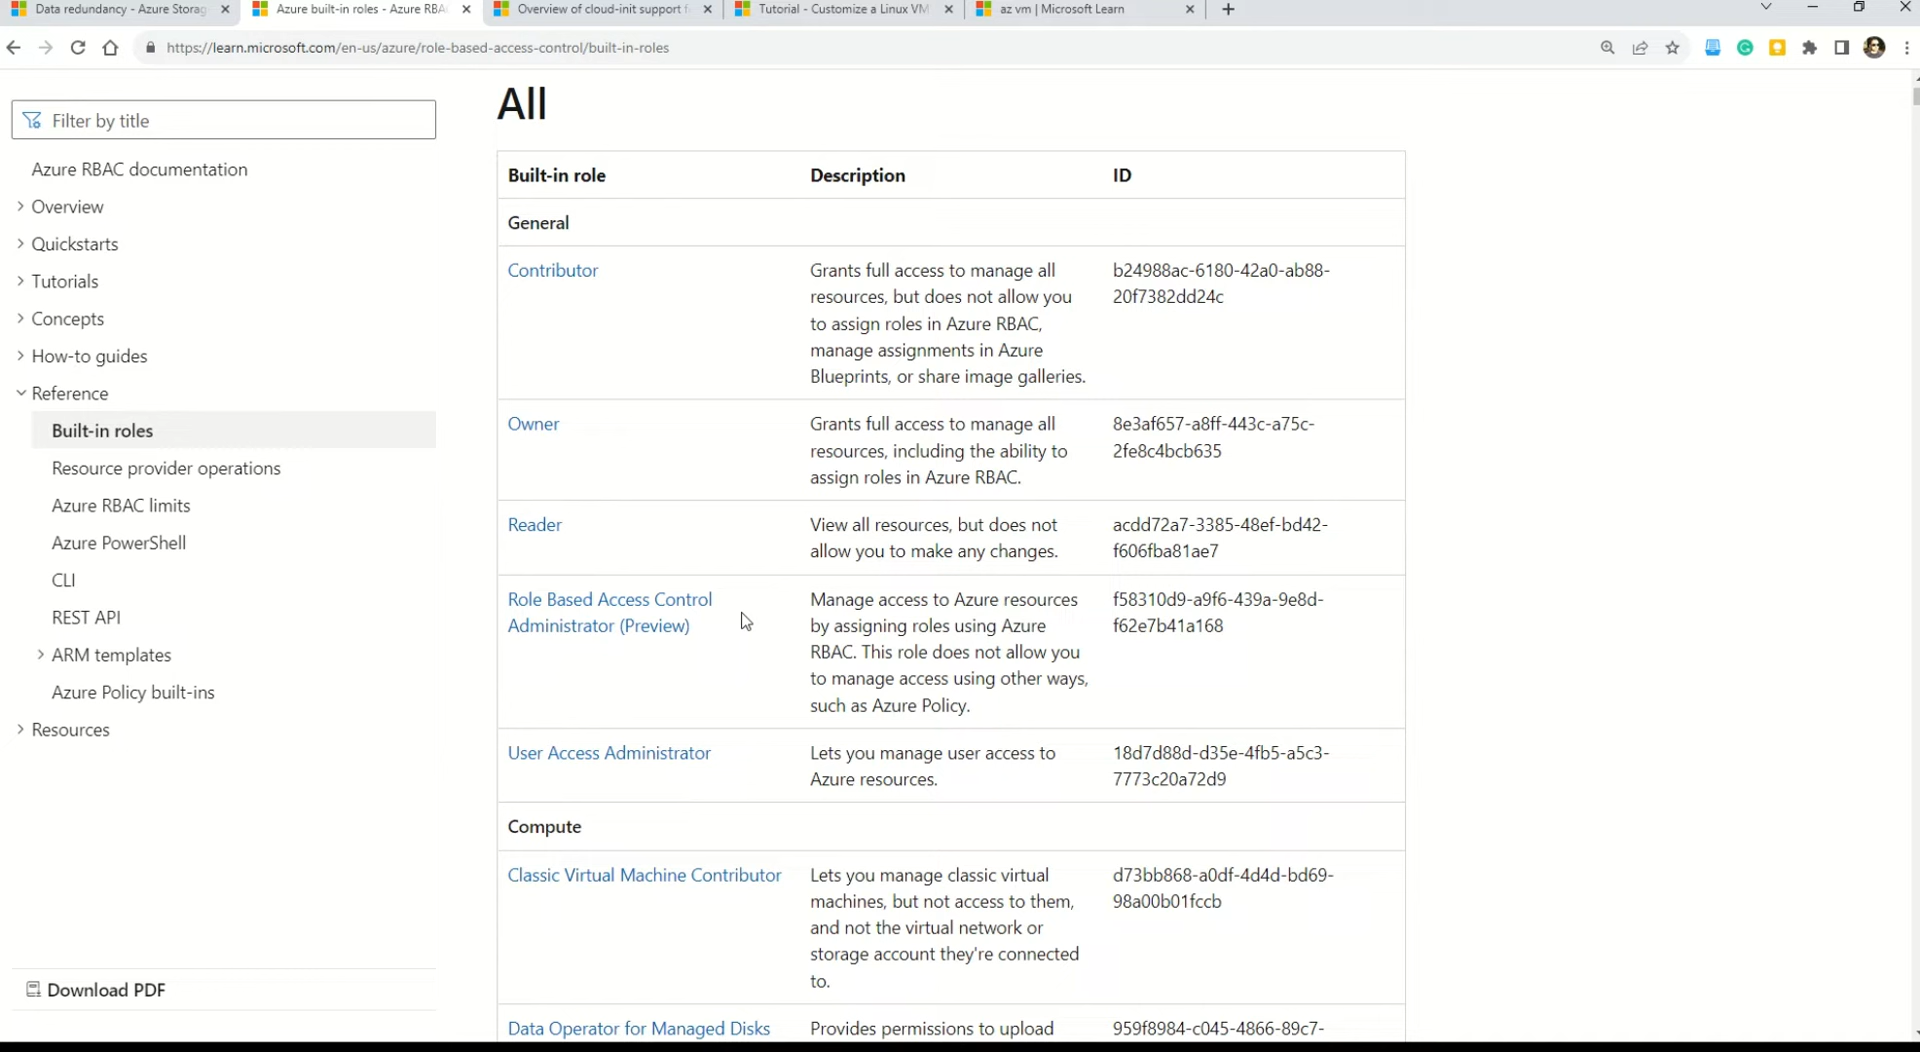 Data redundancy - Azure Storag
Azure built-in roles - Azure RBA
Overview of cloud-init support f
Tutorial - Customize a Linux VM
az vm | Microsoft Learn
https://learn.microsoft.com/en-us/azure/role-based-access-control/built-in-roles
Filter by title
Azure RBAC documentation
Overview
Quickstarts
Tutorials
Concepts
How-to guides
Reference
Built-in roles
Resource provider operations
Azure RBAC limits
Azure PowerShell
CLI
REST API
ARM templates
Azure Policy built-ins
Resources
Download PDF
All
Built-in role
Description
ID
General
Contributor
Grants full access to manage all
resources, but does not allow you
to assign roles in Azure RBAC,
manage assignments in Azure
Blueprints, or share image galleries.
b24988ac-6180-42a0-ab88-
20f7382dd24c
Owner
Grants full access to manage all
resources, including the ability to
assign roles in Azure RBAC.
8e3af657-a8ff-443c-a75c-
2fe8c4bcb635
Reader
View all resources, but does not
allow you to make any changes.
acdd72a7-3385-48ef-bd42-
f606fba81ae7
Role Based Access Control
Administrator (Preview)
Manage access to Azure resources
by assigning roles using Azure
RBAC. This role does not allow you
to manage access using other ways,
such as Azure Policy.
f58310d9-a9f6-439a-9e8d-
f62e7b41a168
User Access Administrator
Lets you manage user access to
Azure resources.
18d7d88d-d35e-4fb5-a5c3-
7773c20a72d9
Compute
Classic Virtual Machine Contributor
Lets you manage classic virtual
machines, but not access to them,
and not the virtual network or
storage account they're connected
to.
d73bb868-a0df-4d4d-bd69-
98a00b01fccb
Data Operator for Managed Disks
Provides permissions to upload
959f8984-c045-4866-89c7-